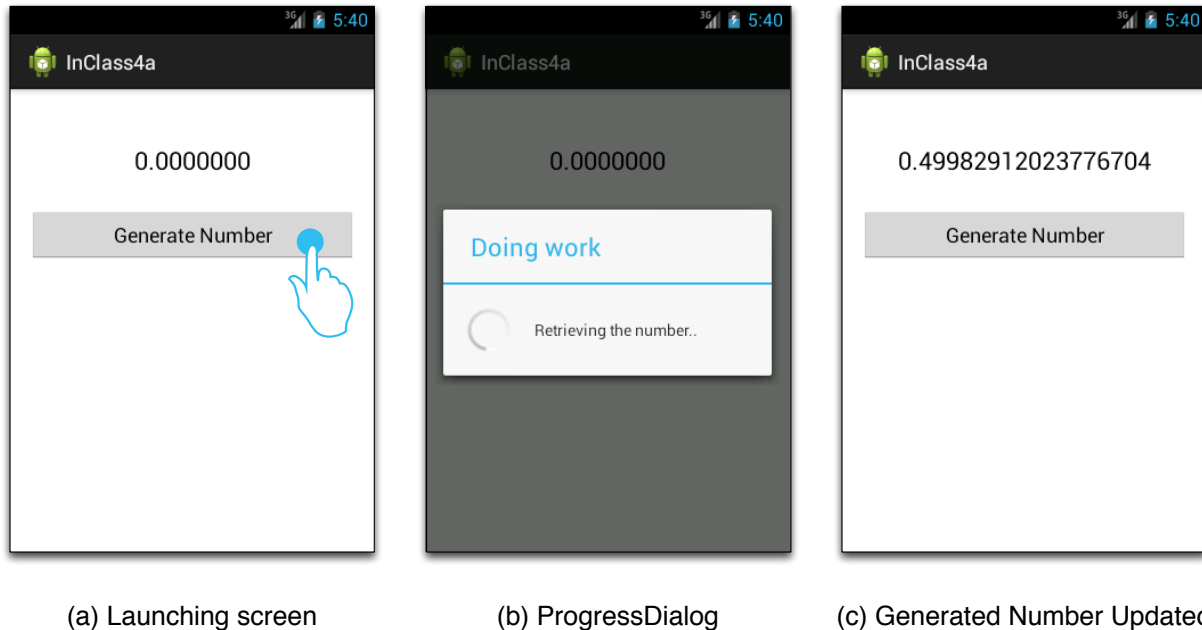 3G 5:40
InClass4a
0.0000000
Generate Number
(a) Launching screen
3G 5:40
InClass4a
0.0000000
Doing work
Retrieving the number..
(b) ProgressDialog
3G 5:40
InClass4a
0.49982912023776704
Generate Number
(c) Generated Number Updated